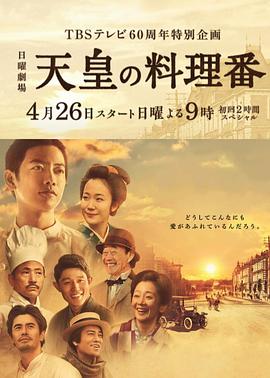 TBSテレビ60周年特別企画
日曜劇場
天皇の料理番
4月26日スタート日曜よる9時 初回2時間
スペシャル
どうしてこんなにも
愛があふれているんだろう。